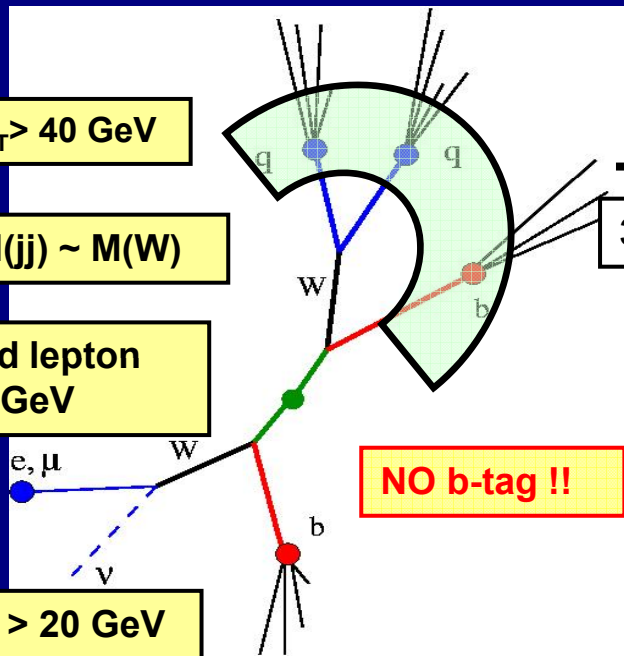 T> 40 GeV
q
q
(jj) ~ M(W)
W
b
d lepton
GeV
W
e, μ
NO b-tag !!
b
ν
> 20 GeV